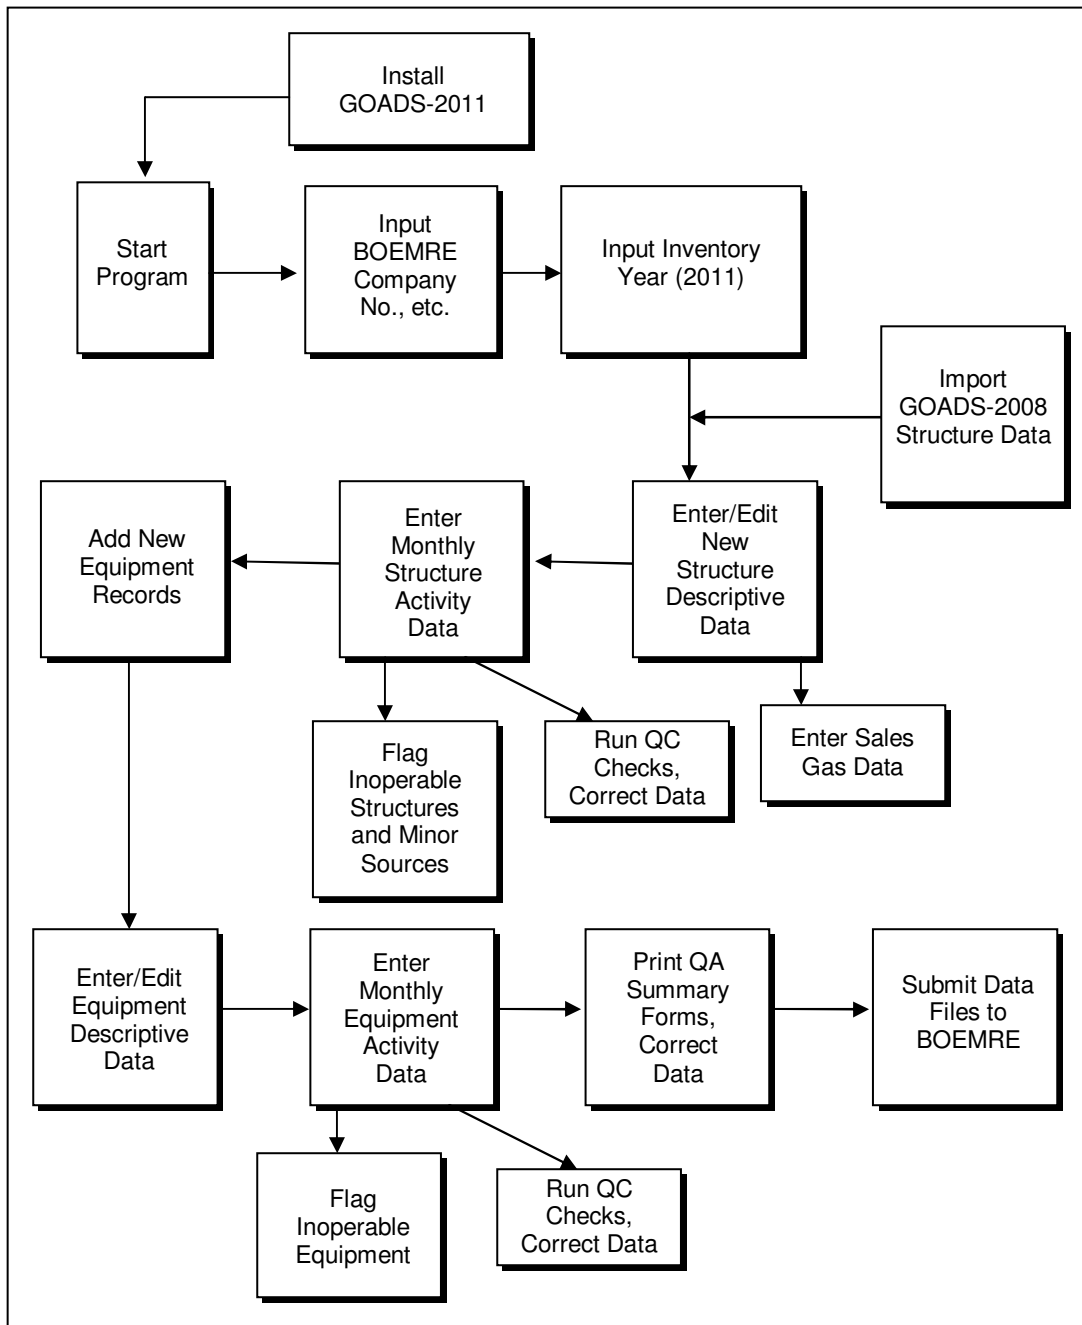 Install
GOADS-2011
Start
Program
Input
BOEMRE
Company
No., etc.
Input Inventory
Year (2011)
Import
GOADS-2008
Structure Data
Add New
Equipment
Records
Enter
Monthly
Structure
Activity
Data
Enter/Edit
New
Structure
Descriptive
Data
Flag
Inoperable
Structures
and Minor
Sources
Run QC
Checks,
Correct Data
Enter Sales
Gas Data
Enter/Edit
Equipment
Descriptive
Data
Enter
Monthly
Equipment
Activity
Data
Print QA
Summary
Forms,
Correct
Data
Submit Data
Files to
BOEMRE
Flag
Inoperable
Equipment
Run QC
Checks,
Correct Data